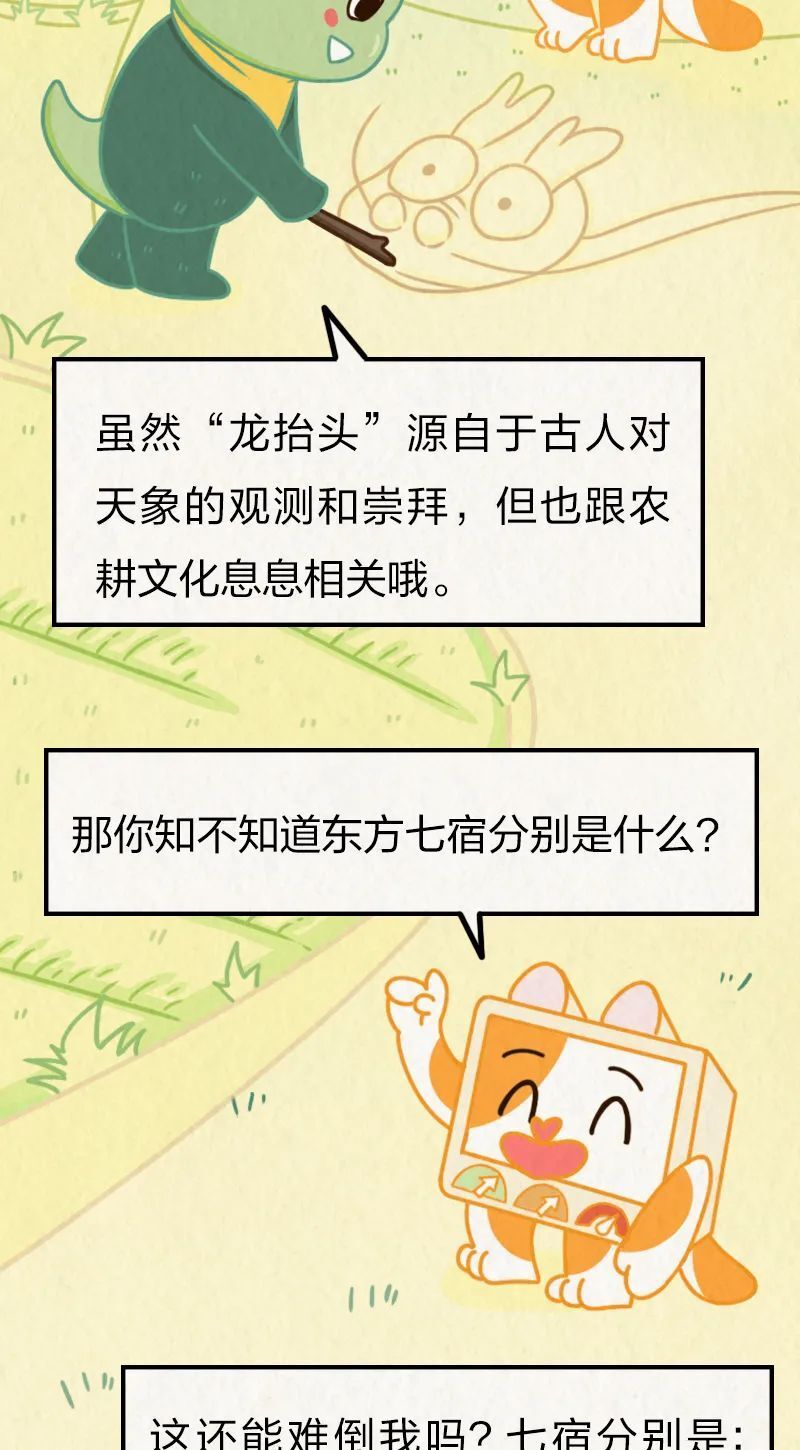 虽然“龙抬头”源自于古人对
天象的观测和崇拜，但也跟农
耕文化息息相关哦。
那你知不知道东方七宿分别是什么？
这还能难倒我吗？七宿分别是：